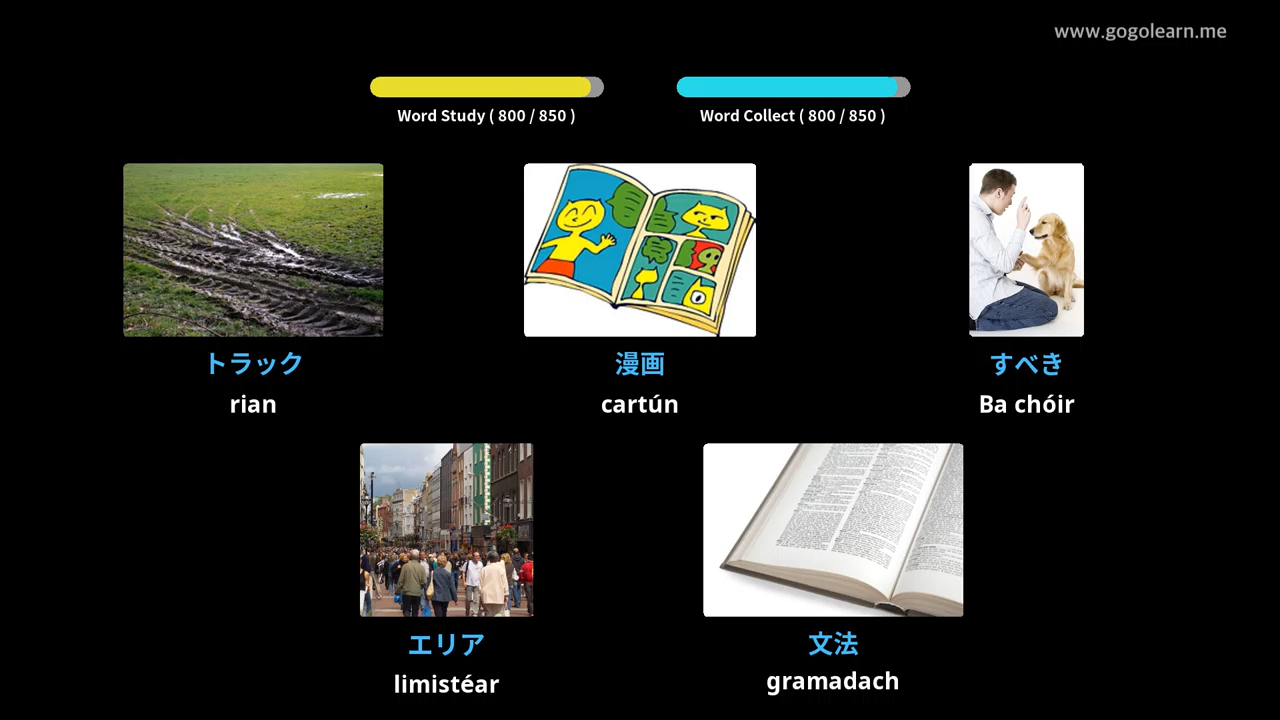 www.gogolearn.me
Word Study ( 800 / 850 )
Word Collect ( 800 / 850 )
トラック
漫画
すべき
rian
cartún
Ba chóir
エリア
文法
limistéar
gramadach